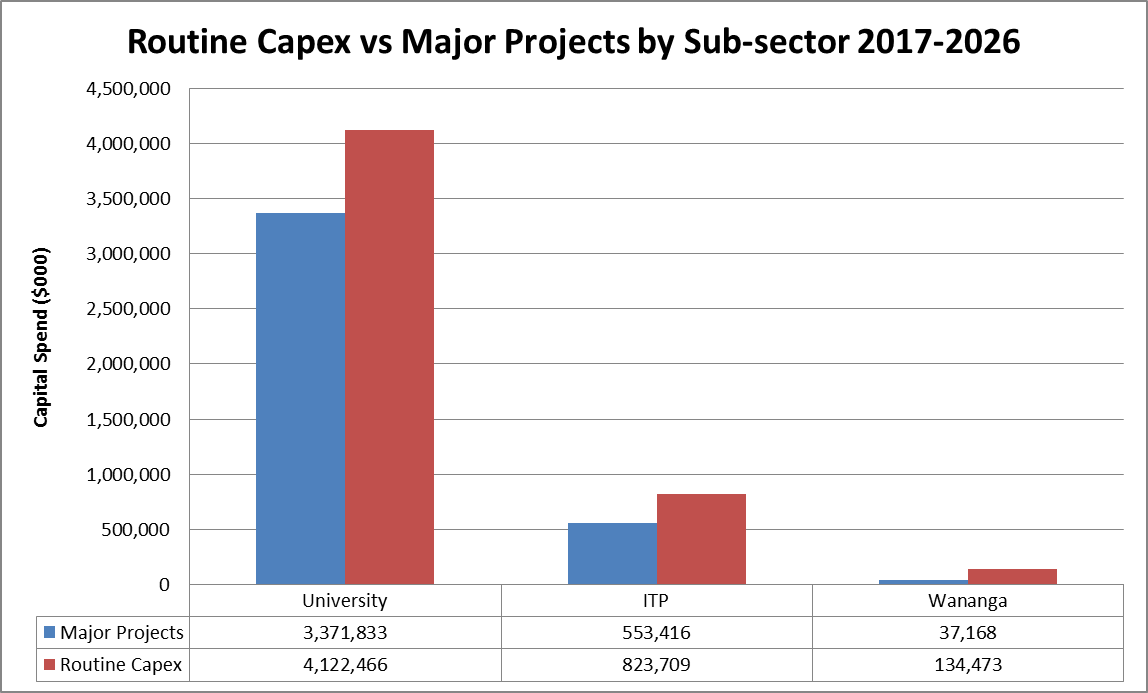 Routine Capex vs Major Projects by Sub-sector 2017-2026
4,500,000
4,000,000
3,500,000
3,000,000
2,500,000
2,000,000
1,500,000
1,000,000
500,000
0
Capital Spend ($000)
University ITP Wananga
Major Projects 3,371,833 553,416 37,168
Routine Capex 4,122,466 823,709 134,473